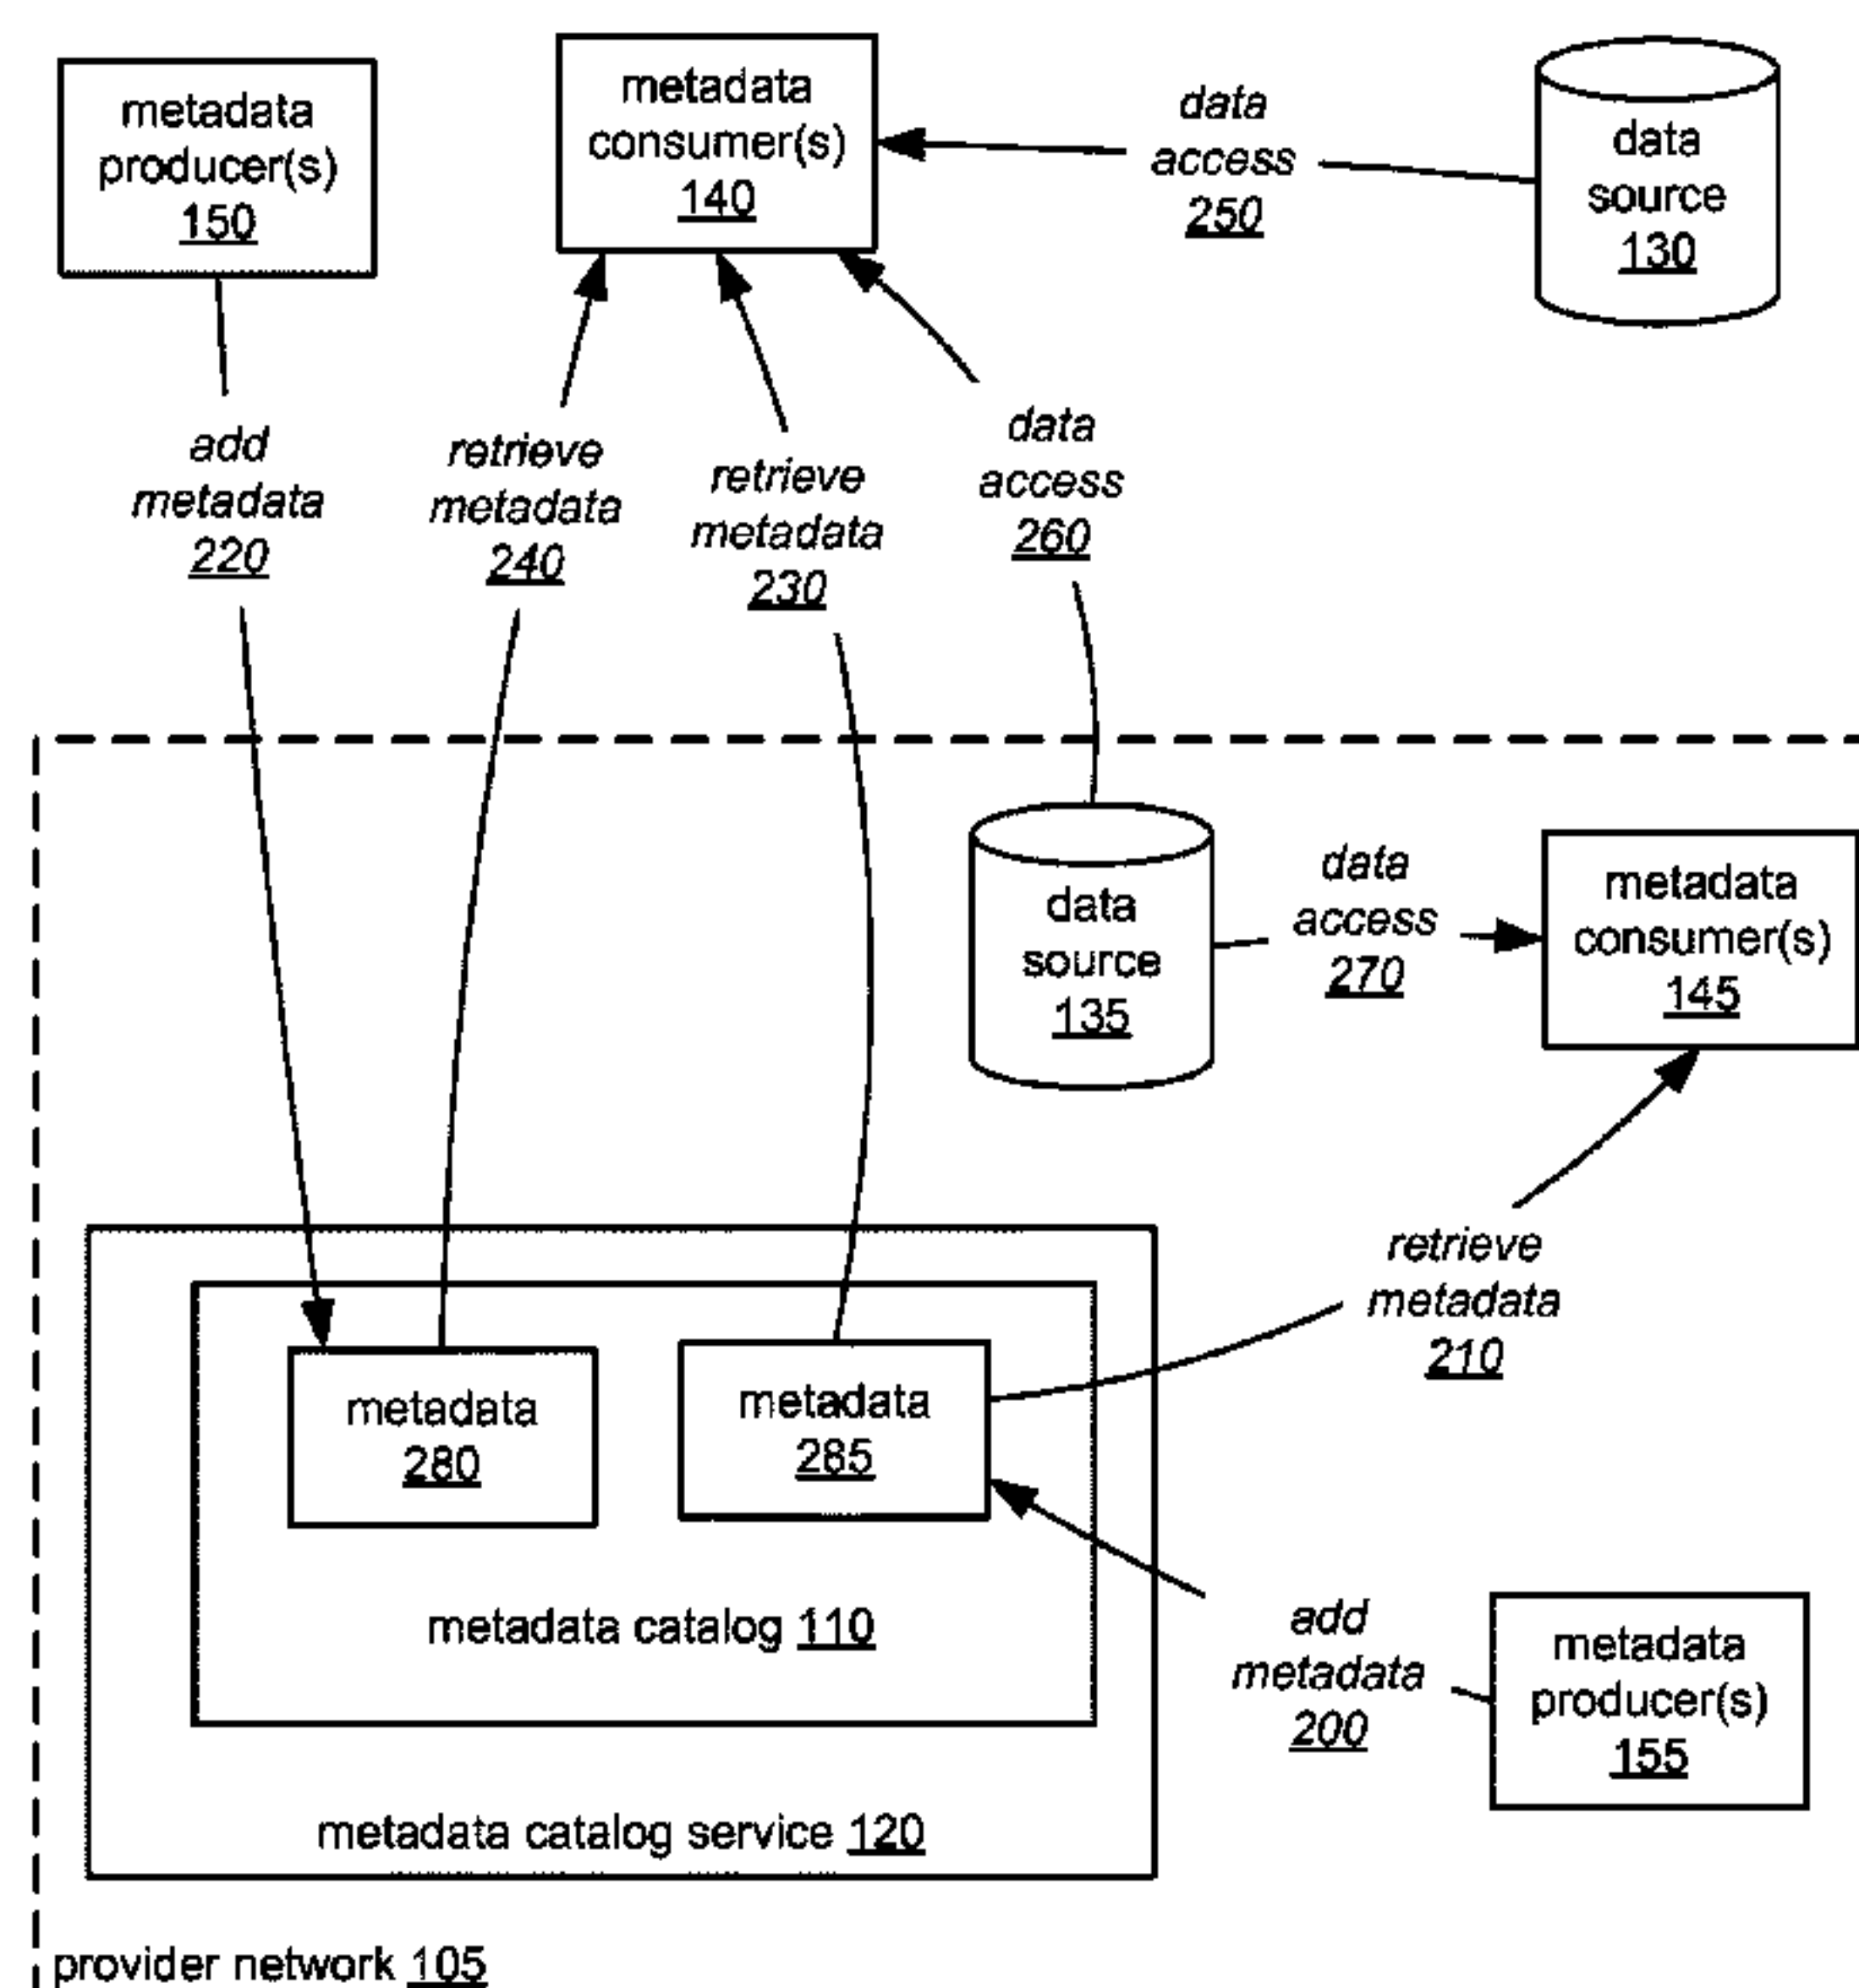 metadata
producer(s)
150
metadata
consumer(s)
140
data
access
250
data
source
130
add
metadata
220
retrieve
metadata
240
retrieve
metadata
230
data
access
260
data
source
135
data
access
270
metadata
consumer(s)
145
retrieve
metadata
210
metadata
280
metadata
285
metadata catalog 110
add
metadata
200
metadata
producer(s)
155
metadata catalog service 120
provider network 105